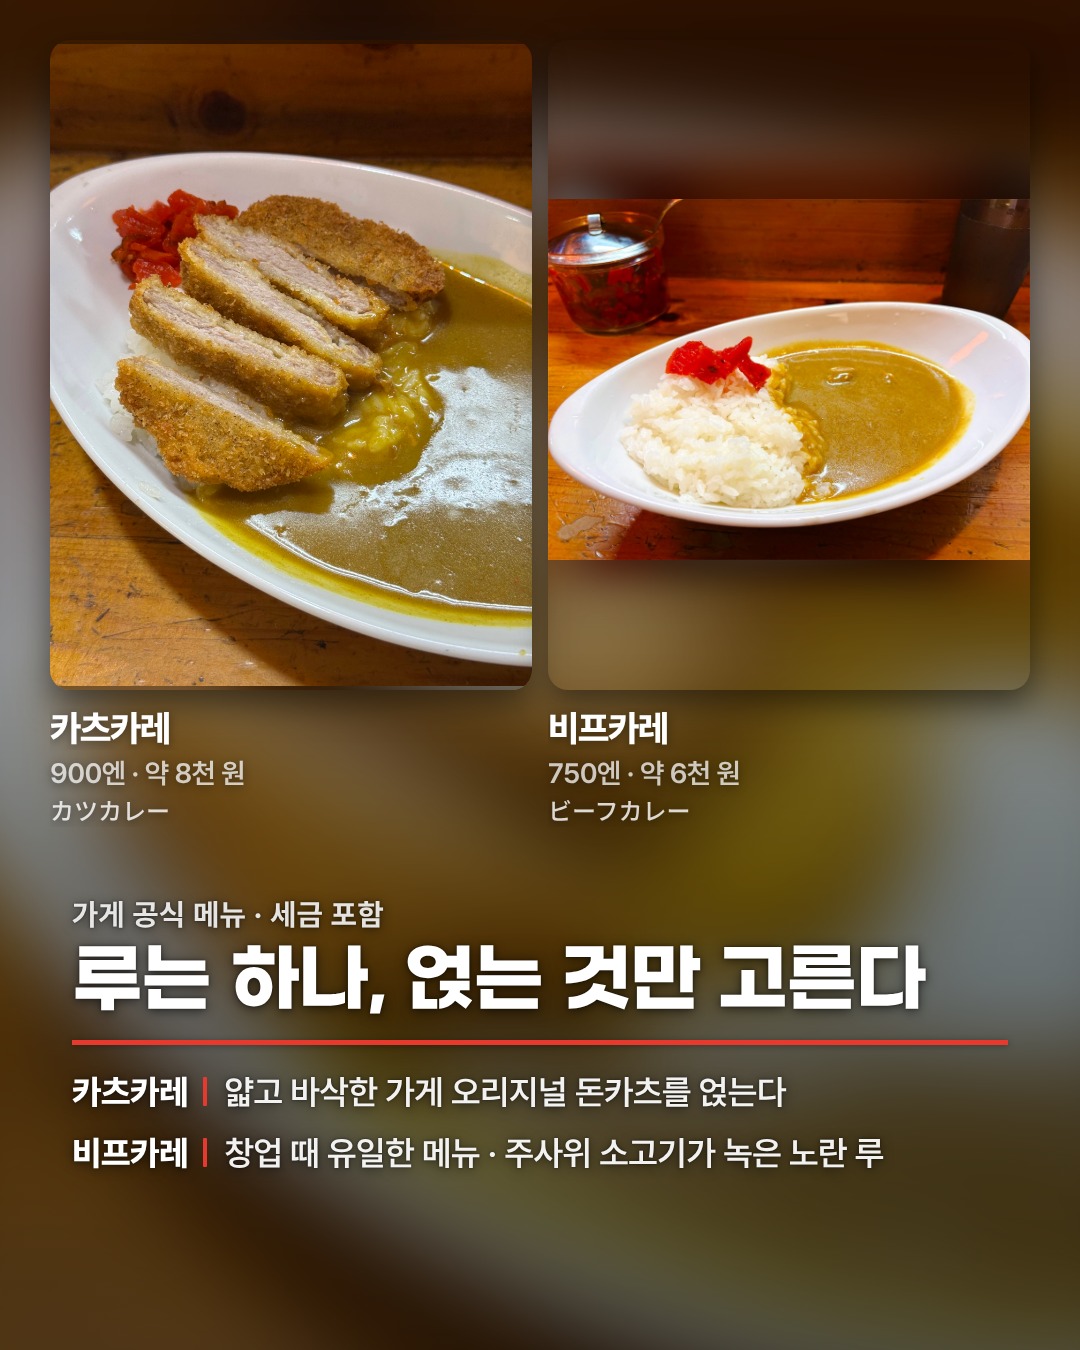 카츠카레
900엔 · 약 8천 원
カツカレー
비프카레
750엔 · 약 6천 원
ビーフカレー
가게 공식 메뉴 · 세금 포함
루는 하나, 얹는 것만 고른다
카츠카레 | 얇고 바삭한 가게 오리지널 돈카츠를 얹는다
비프카레 | 창업 때 유일한 메뉴 · 주사위 소고기가 녹은 노란 루